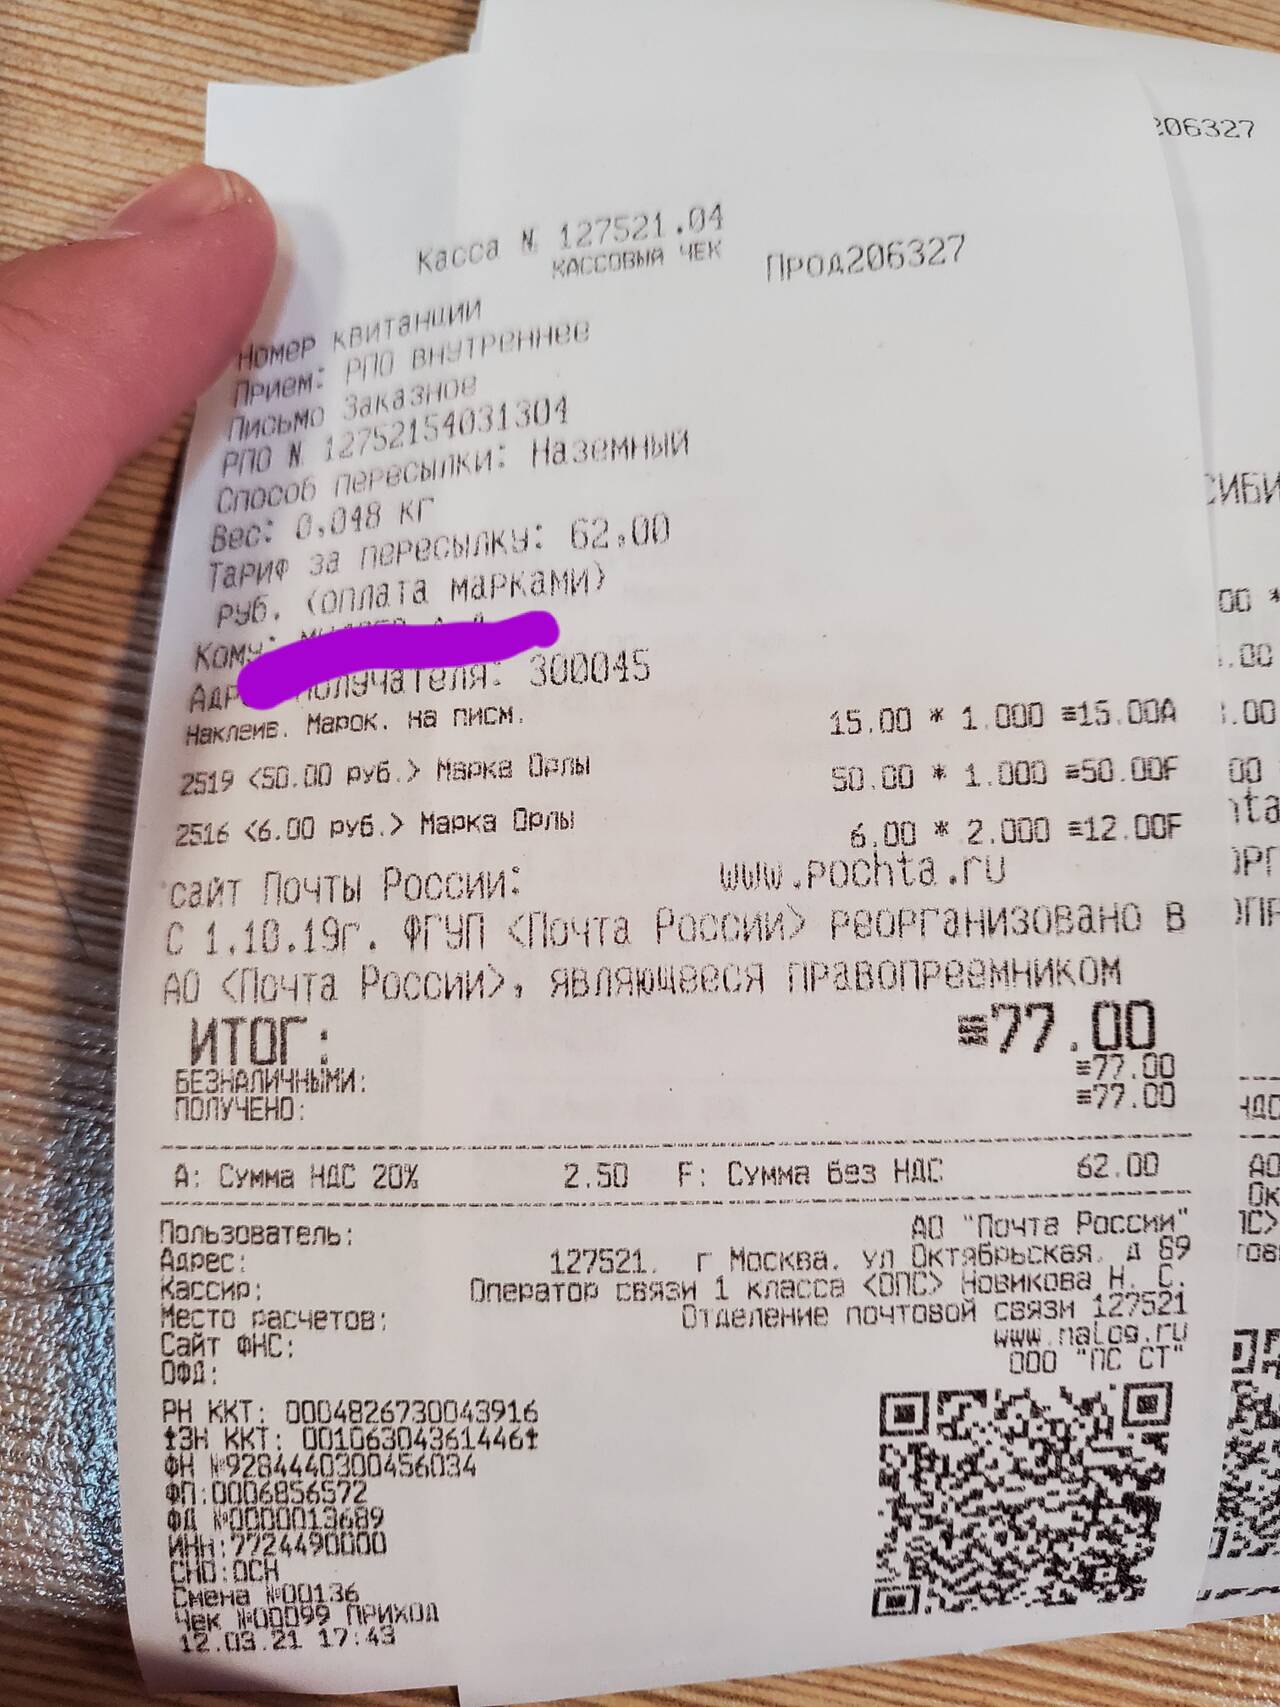 206327
Касса № 127521.04
КАССОВЫЙ ЧЕК
Прод206327
Номер квитанции
Прием: РПО внутреннее
Письмо Заказное
РПО № 12752154031304
Способ пересылки: Наземный
Вес: 0,048 кг
Тариф за пересылку: 62,00
руб. (оплата марками)
Кому:
получателя: 300045
Наклеив. Марок. на писм.
15.00 * 1.000 ≡15.00А
2519 <50.00 руб.> Марка Орлы
50.00 * 1.000 ≡50.00F
2516 <6.00 руб.> Марка Орлы
6.00 * 2.000 ≡12.00F
сайт Почты России: www.pochta.ru
С 1.10.19г. ФГУП <Почта России> реорганизовано в
АО <Почта России>, являющееся правопреемником
ИТОГ: ≡77.00
БЕЗНАЛИЧНЫМИ: ≡77.00
ПОЛУЧЕНО: ≡77.00
А: Сумма НДС 20% 2.50 F: Сумма без НДС 62.00
Пользователь: АО "Почта России"
Адрес: 127521, г Москва, ул Октябрьская, д 69
Кассир: Оператор связи 1 класса <ОПС> Новикова Н. С.
Место расчетов: Отделение почтовой связи 127521
Сайт ФНС: www.nalog.ru
ОФД: ООО "ПС СТ"
РН ККТ: 0004826730043916
ЗН ККТ: 00106304361446
ФН №9284440300456034
ФП:0006856572
ФД №0000013689
ИНН:7724490000
СНО:ОСН
Смена №00136
Чек №00099 ПРИХОД
12.03.21 17:43